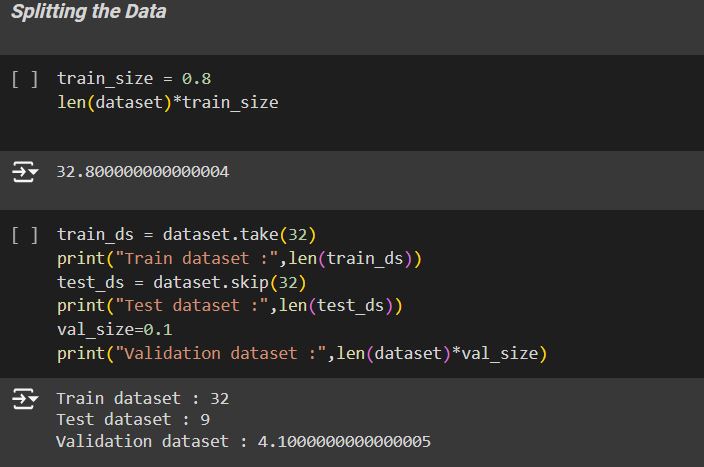 Splitting the Data
[ ] train_size = 0.8
len(dataset)*train_size
32.800000000000004
[ ] train_ds = dataset.take(32)
print("Train dataset :",len(train_ds))
test_ds = dataset.skip(32)
print("Test dataset :",len(test_ds))
val_size=0.1
print("Validation dataset :",len(dataset)*val_size)
Train dataset : 32
Test dataset : 9
Validation dataset : 4.1000000000000005